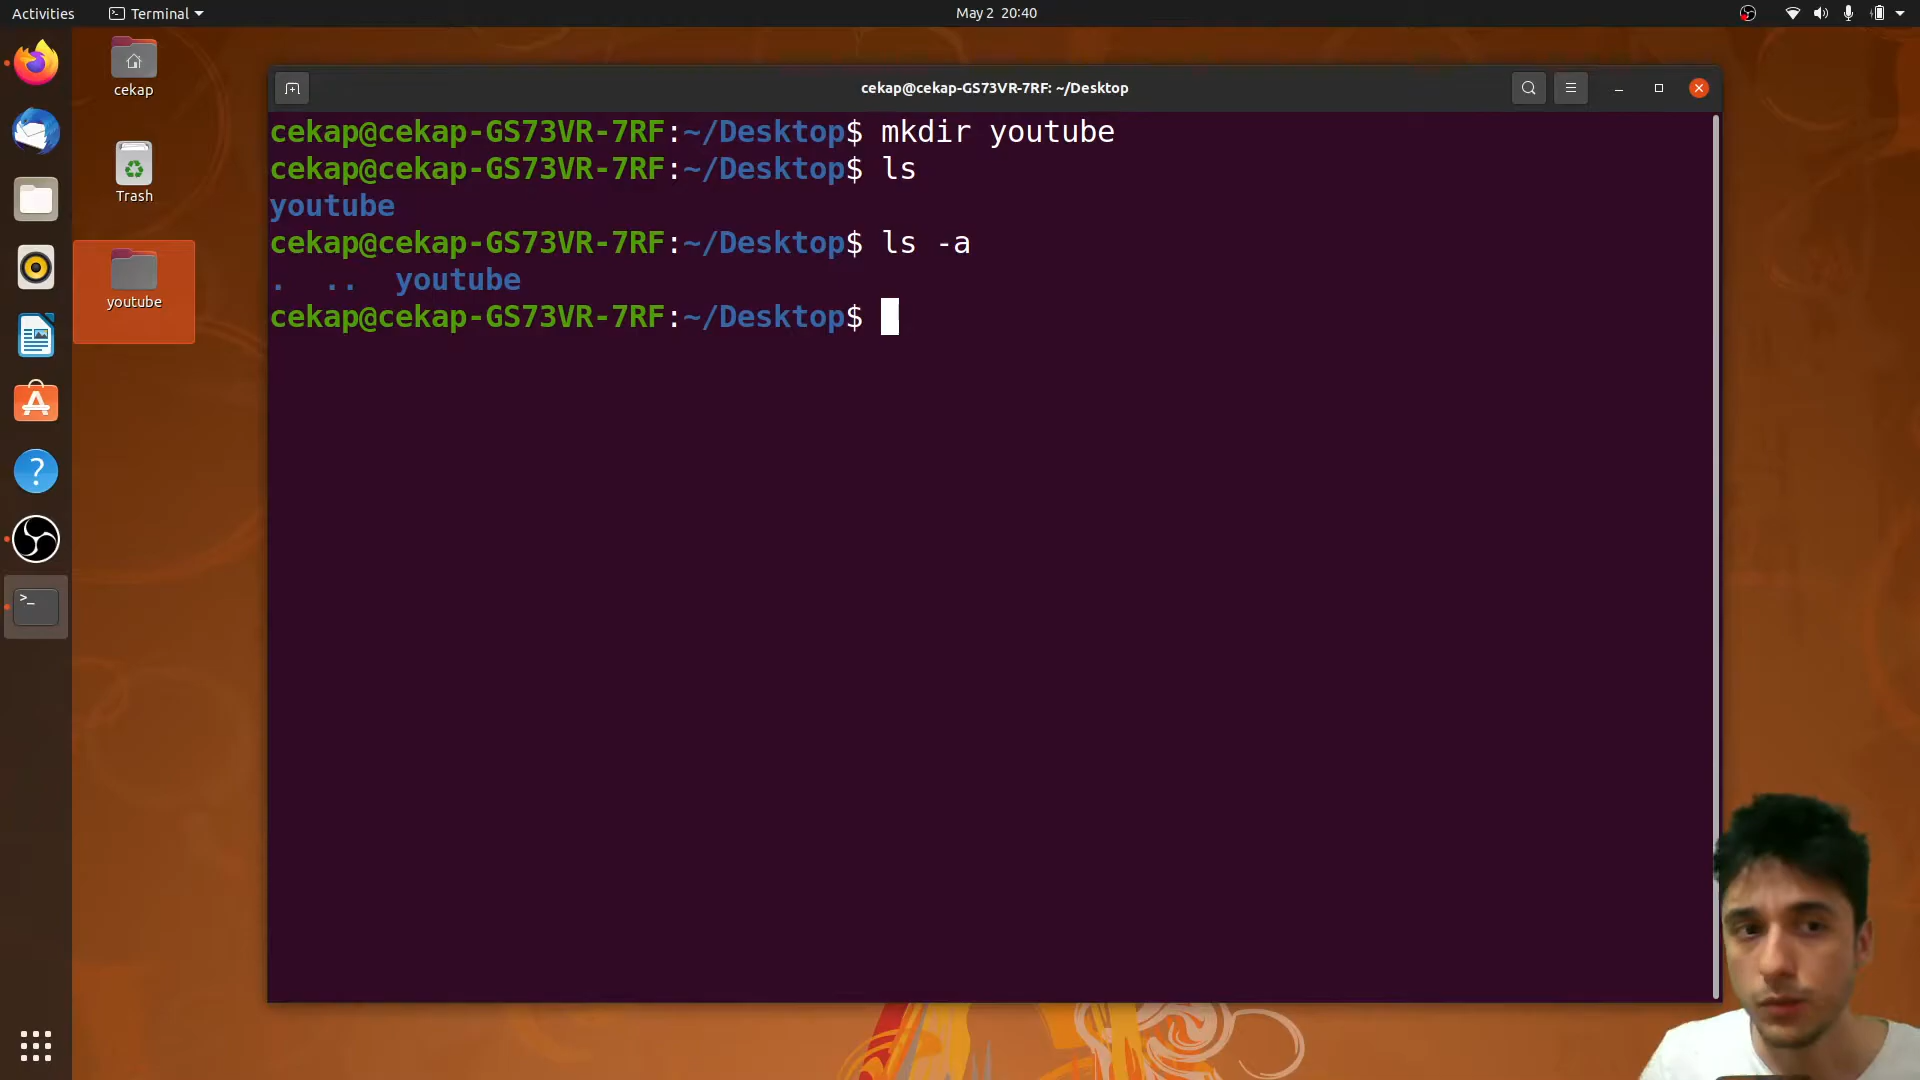 Activities
Terminal
May 2 20:40
cekap
Trash
youtube
cekap@cekap-GS73VR-7RF: ~/Desktop
cekap@cekap-GS73VR-7RF:~/Desktop$ mkdir youtube
cekap@cekap-GS73VR-7RF:~/Desktop$ ls
youtube
cekap@cekap-GS73VR-7RF:~/Desktop$ ls -a
. .. youtube
cekap@cekap-GS73VR-7RF:~/Desktop$